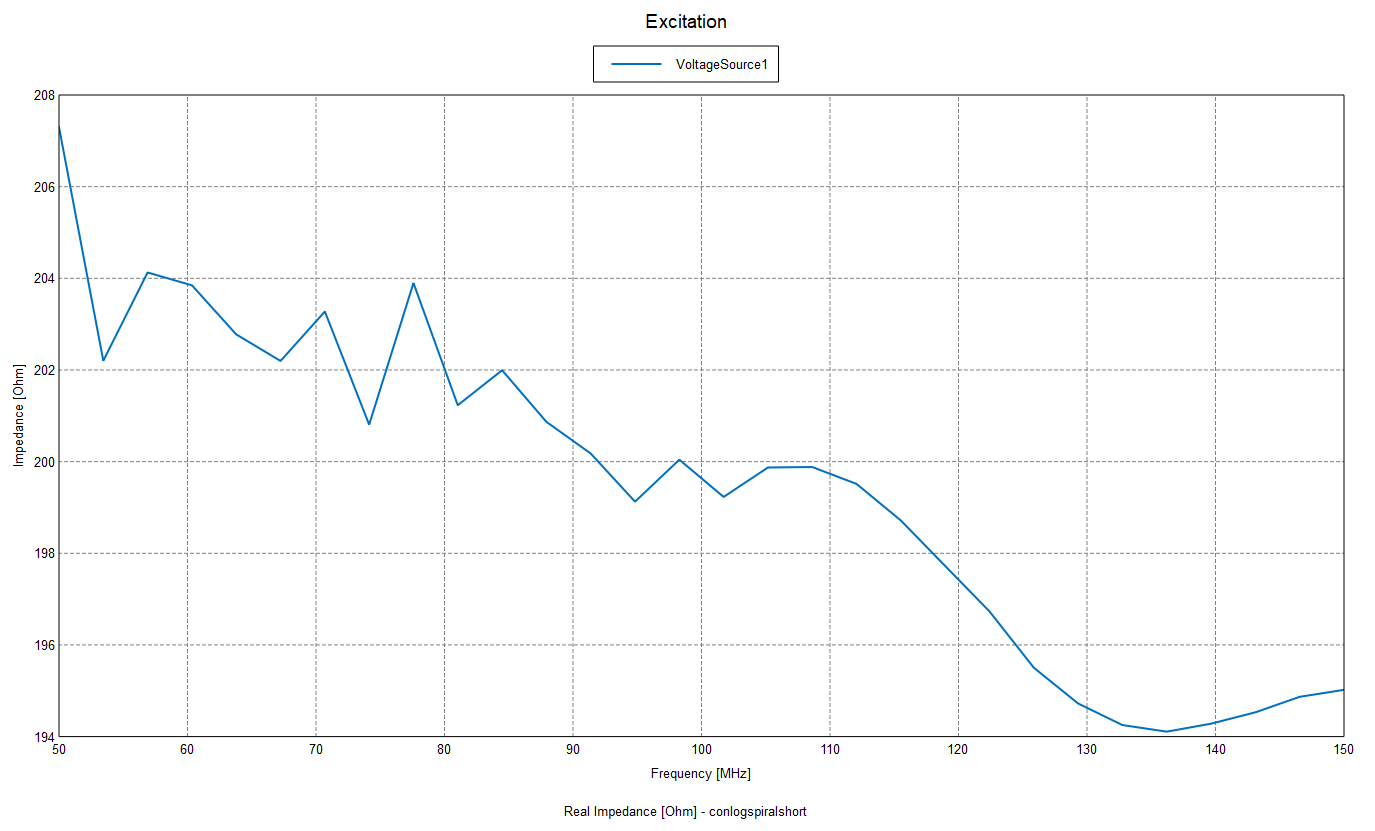 Excitation
VoltageSource1
208
206
204
202
200
198
196
194
Impedance [Ohm]
50 60 70 80 90 100 110 120 130 140 150
Frequency [MHz]
Real Impedance [Ohm] - conlogspiralshort